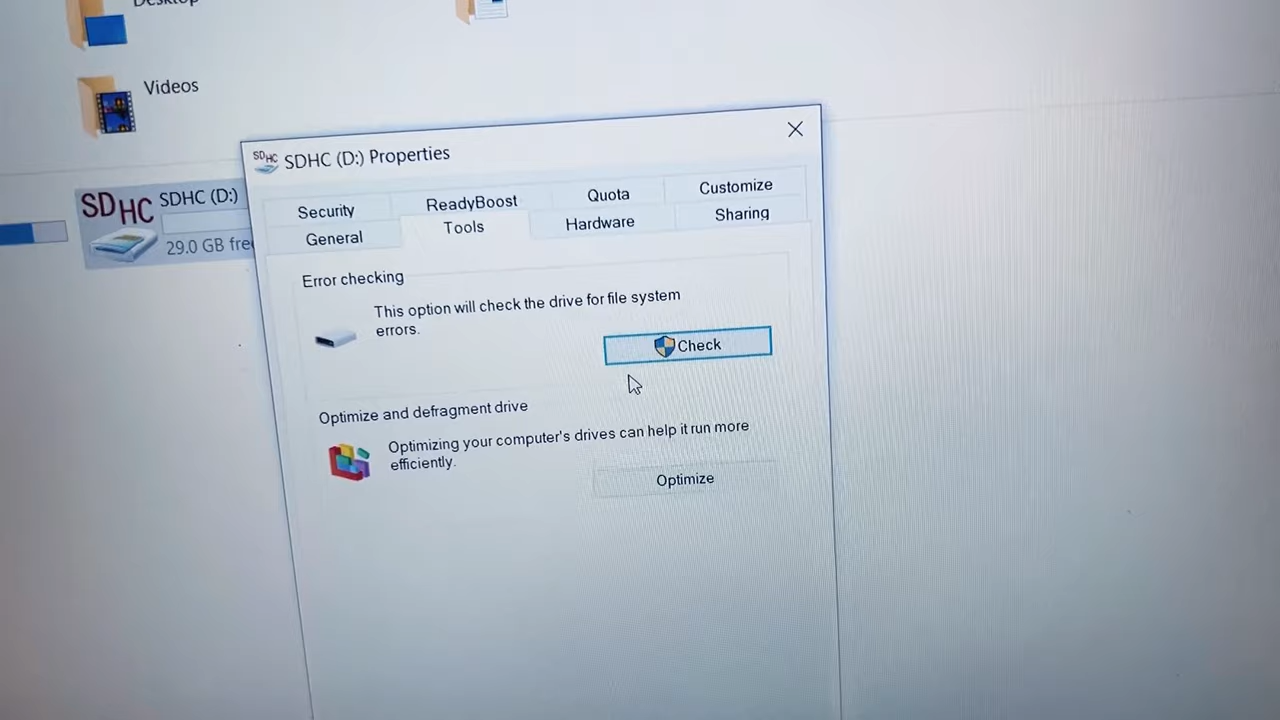 Desktop
Videos
SDHC SDHC (D:)
29.0 GB free
SDHC SDHC (D:) Properties
Security ReadyBoost Quota Customize
General Tools Hardware Sharing
Error checking
This option will check the drive for file system
errors.
Check
Optimize and defragment drive
Optimizing your computer's drives can help it run more
efficiently.
Optimize